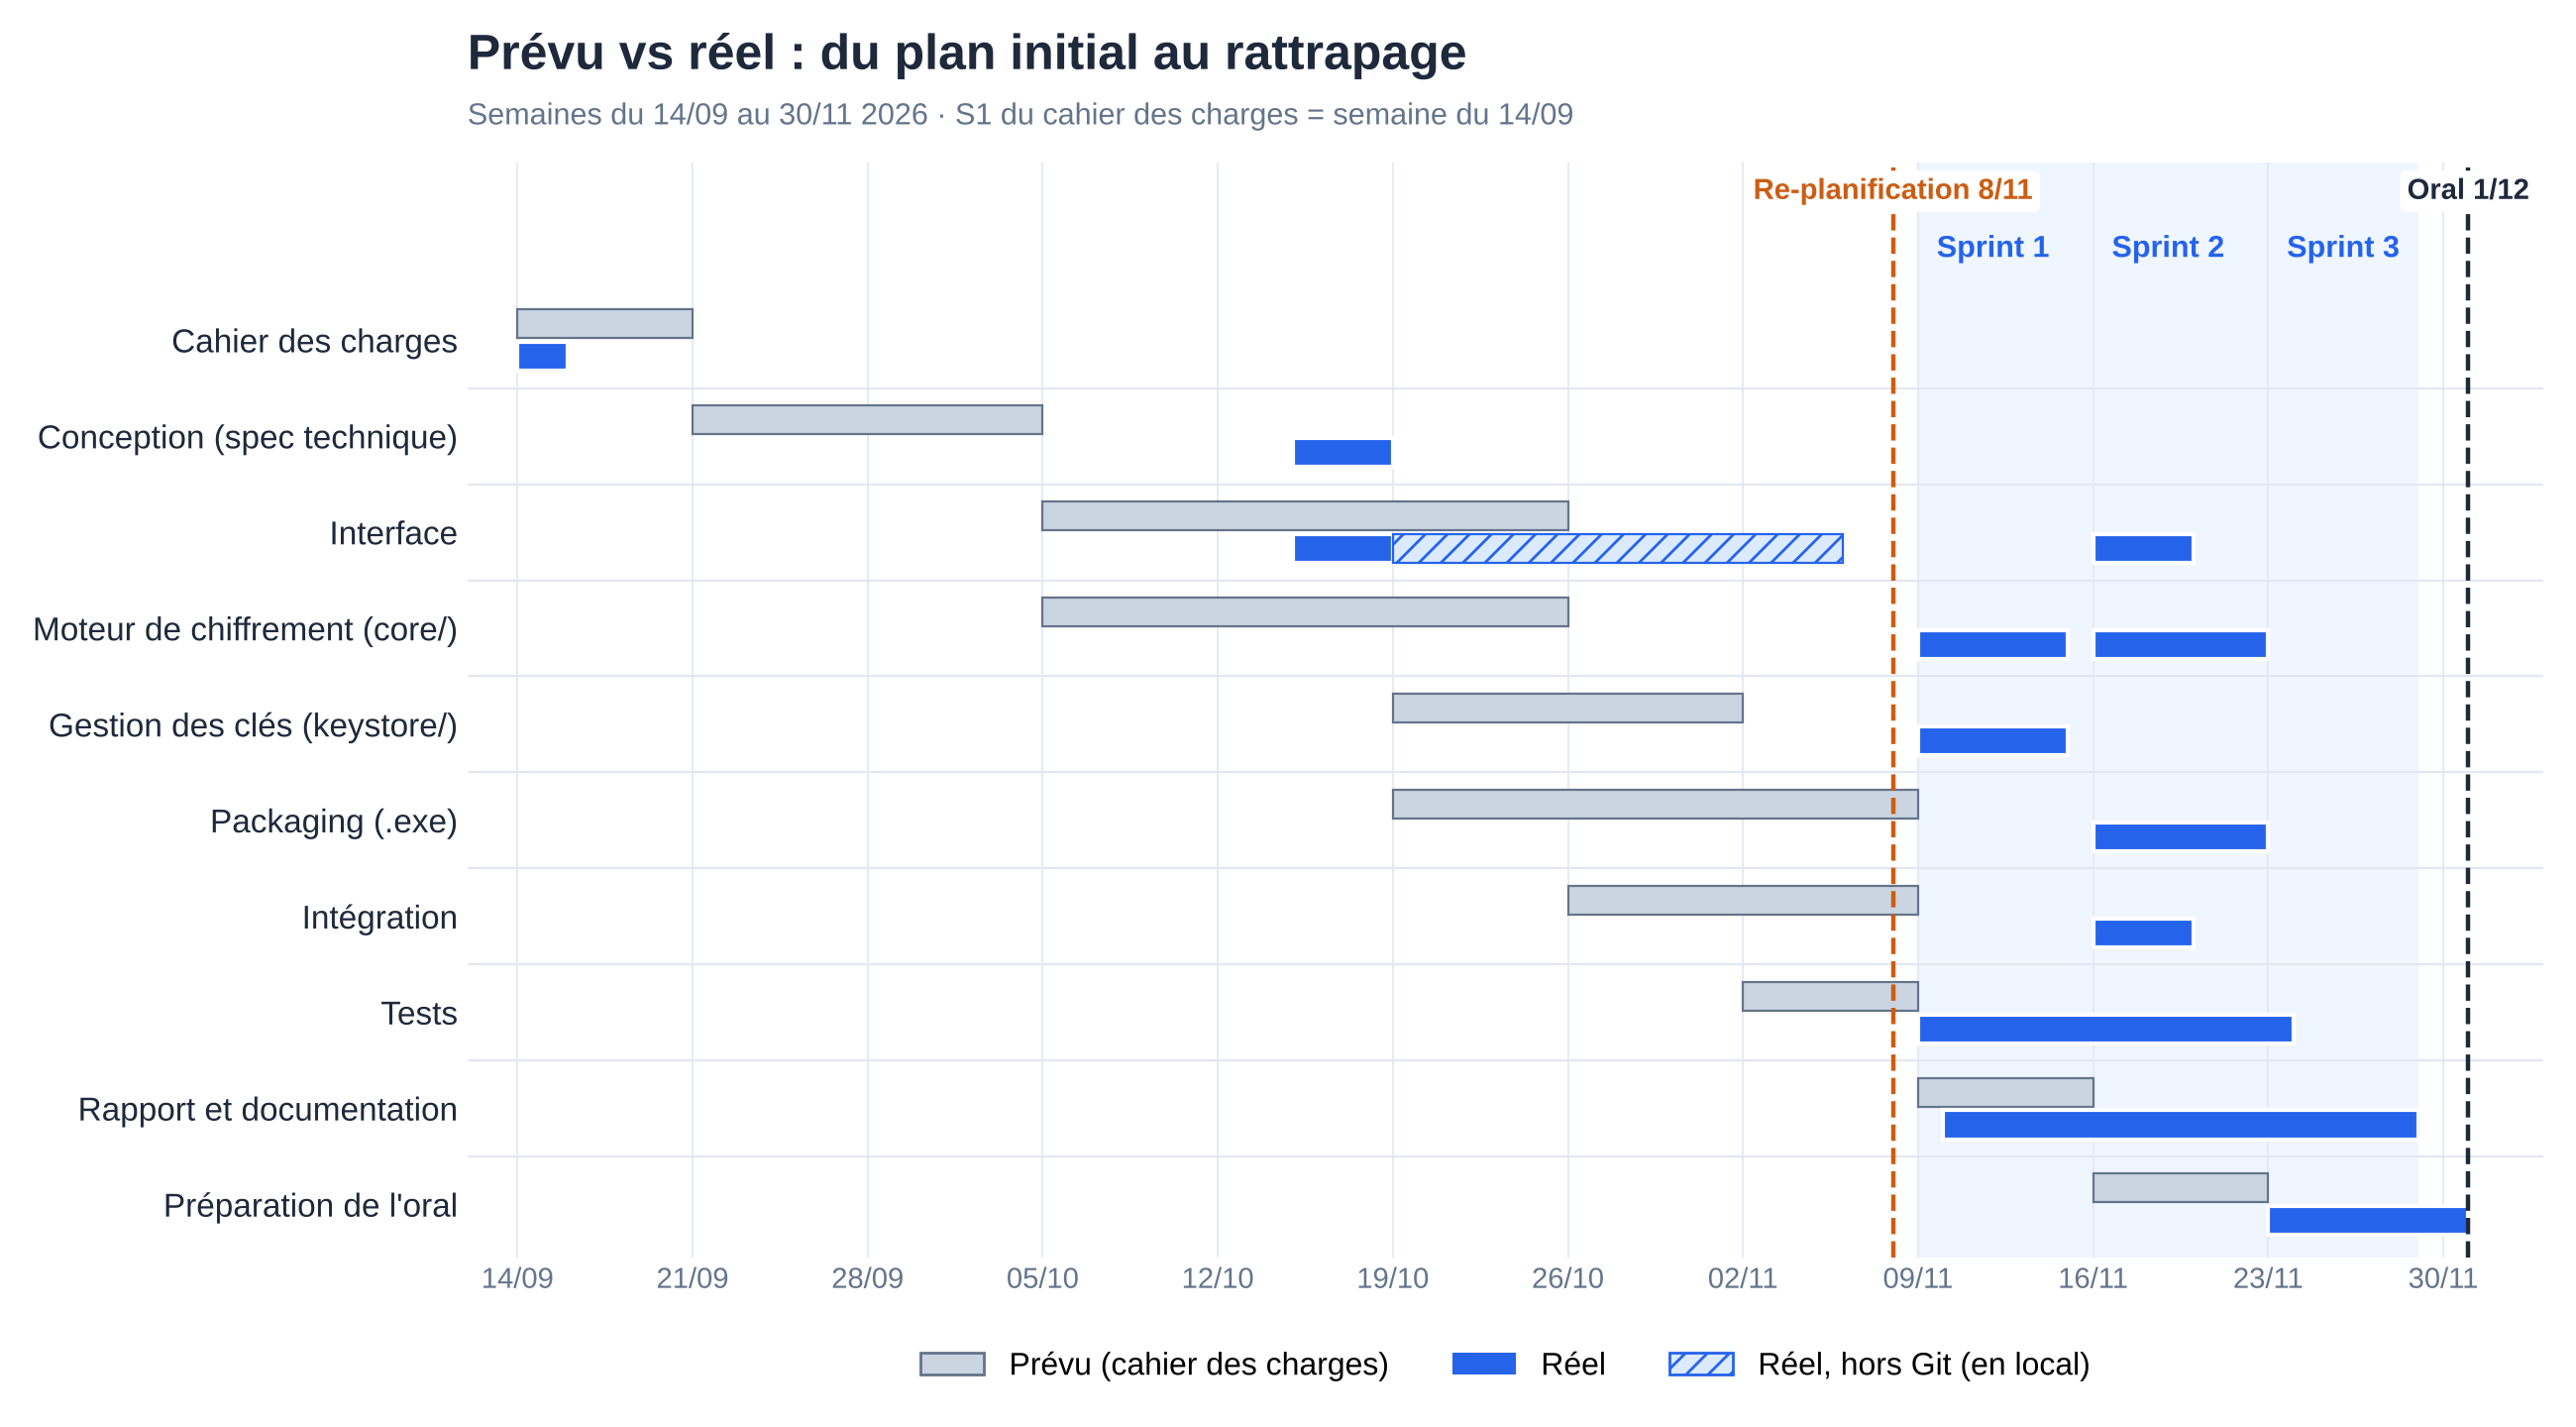 Prévu vs réel : du plan initial au rattrapage
Semaines du 14/09 au 30/11 2026 · S1 du cahier des charges = semaine du 14/09
Re-planification 8/11
Oral 1/12
Sprint 1
Sprint 2
Sprint 3
Cahier des charges
Conception (spec technique)
Interface
Moteur de chiffrement (core/)
Gestion des clés (keystore/)
Packaging (.exe)
Intégration
Tests
Rapport et documentation
Préparation de l'oral
14/09
21/09
28/09
05/10
12/10
19/10
26/10
02/11
09/11
16/11
23/11
30/11
Prévu (cahier des charges)
Réel
Réel, hors Git (en local)